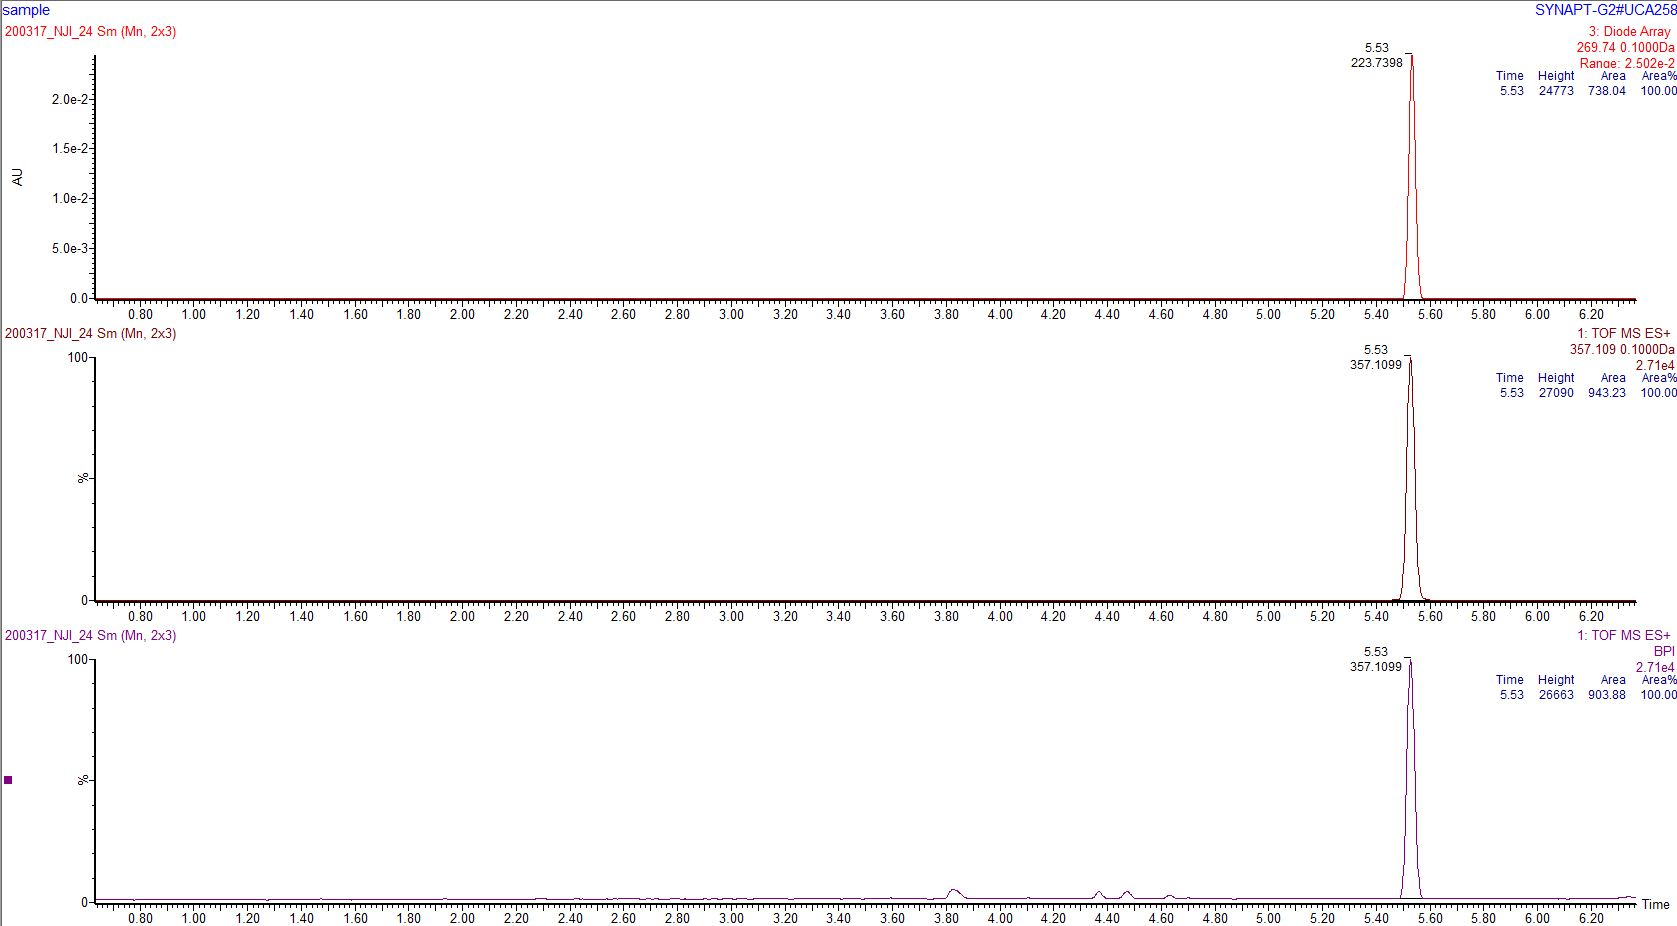 sample SYNAPT-G2#UCA258
200317_NJI_24 Sm (Mn, 2x3) 3: Diode Array
269.74 0.1000Da
Range: 2.502e-2
Time Height Area Area%
5.53 24773 738.04 100.00
5.53
223.7398
AU
2.0e-2
1.5e-2
1.0e-2
5.0e-3
0.0
0.80 1.00 1.20 1.40 1.60 1.80 2.00 2.20 2.40 2.60 2.80 3.00 3.20 3.40 3.60 3.80 4.00 4.20 4.40 4.60 4.80 5.00 5.20 5.40 5.60 5.80 6.00 6.20
200317_NJI_24 Sm (Mn, 2x3) 1: TOF MS ES+
357.109 0.1000Da
2.71e4
Time Height Area Area%
5.53 27090 943.23 100.00
5.53
357.1099
100
%
0
0.80 1.00 1.20 1.40 1.60 1.80 2.00 2.20 2.40 2.60 2.80 3.00 3.20 3.40 3.60 3.80 4.00 4.20 4.40 4.60 4.80 5.00 5.20 5.40 5.60 5.80 6.00 6.20
200317_NJI_24 Sm (Mn, 2x3) 1: TOF MS ES+
BPI
2.71e4
Time Height Area Area%
5.53 26663 903.88 100.00
5.53
357.1099
100
%
0
Time
0.80 1.00 1.20 1.40 1.60 1.80 2.00 2.20 2.40 2.60 2.80 3.00 3.20 3.40 3.60 3.80 4.00 4.20 4.40 4.60 4.80 5.00 5.20 5.40 5.60 5.80 6.00 6.20